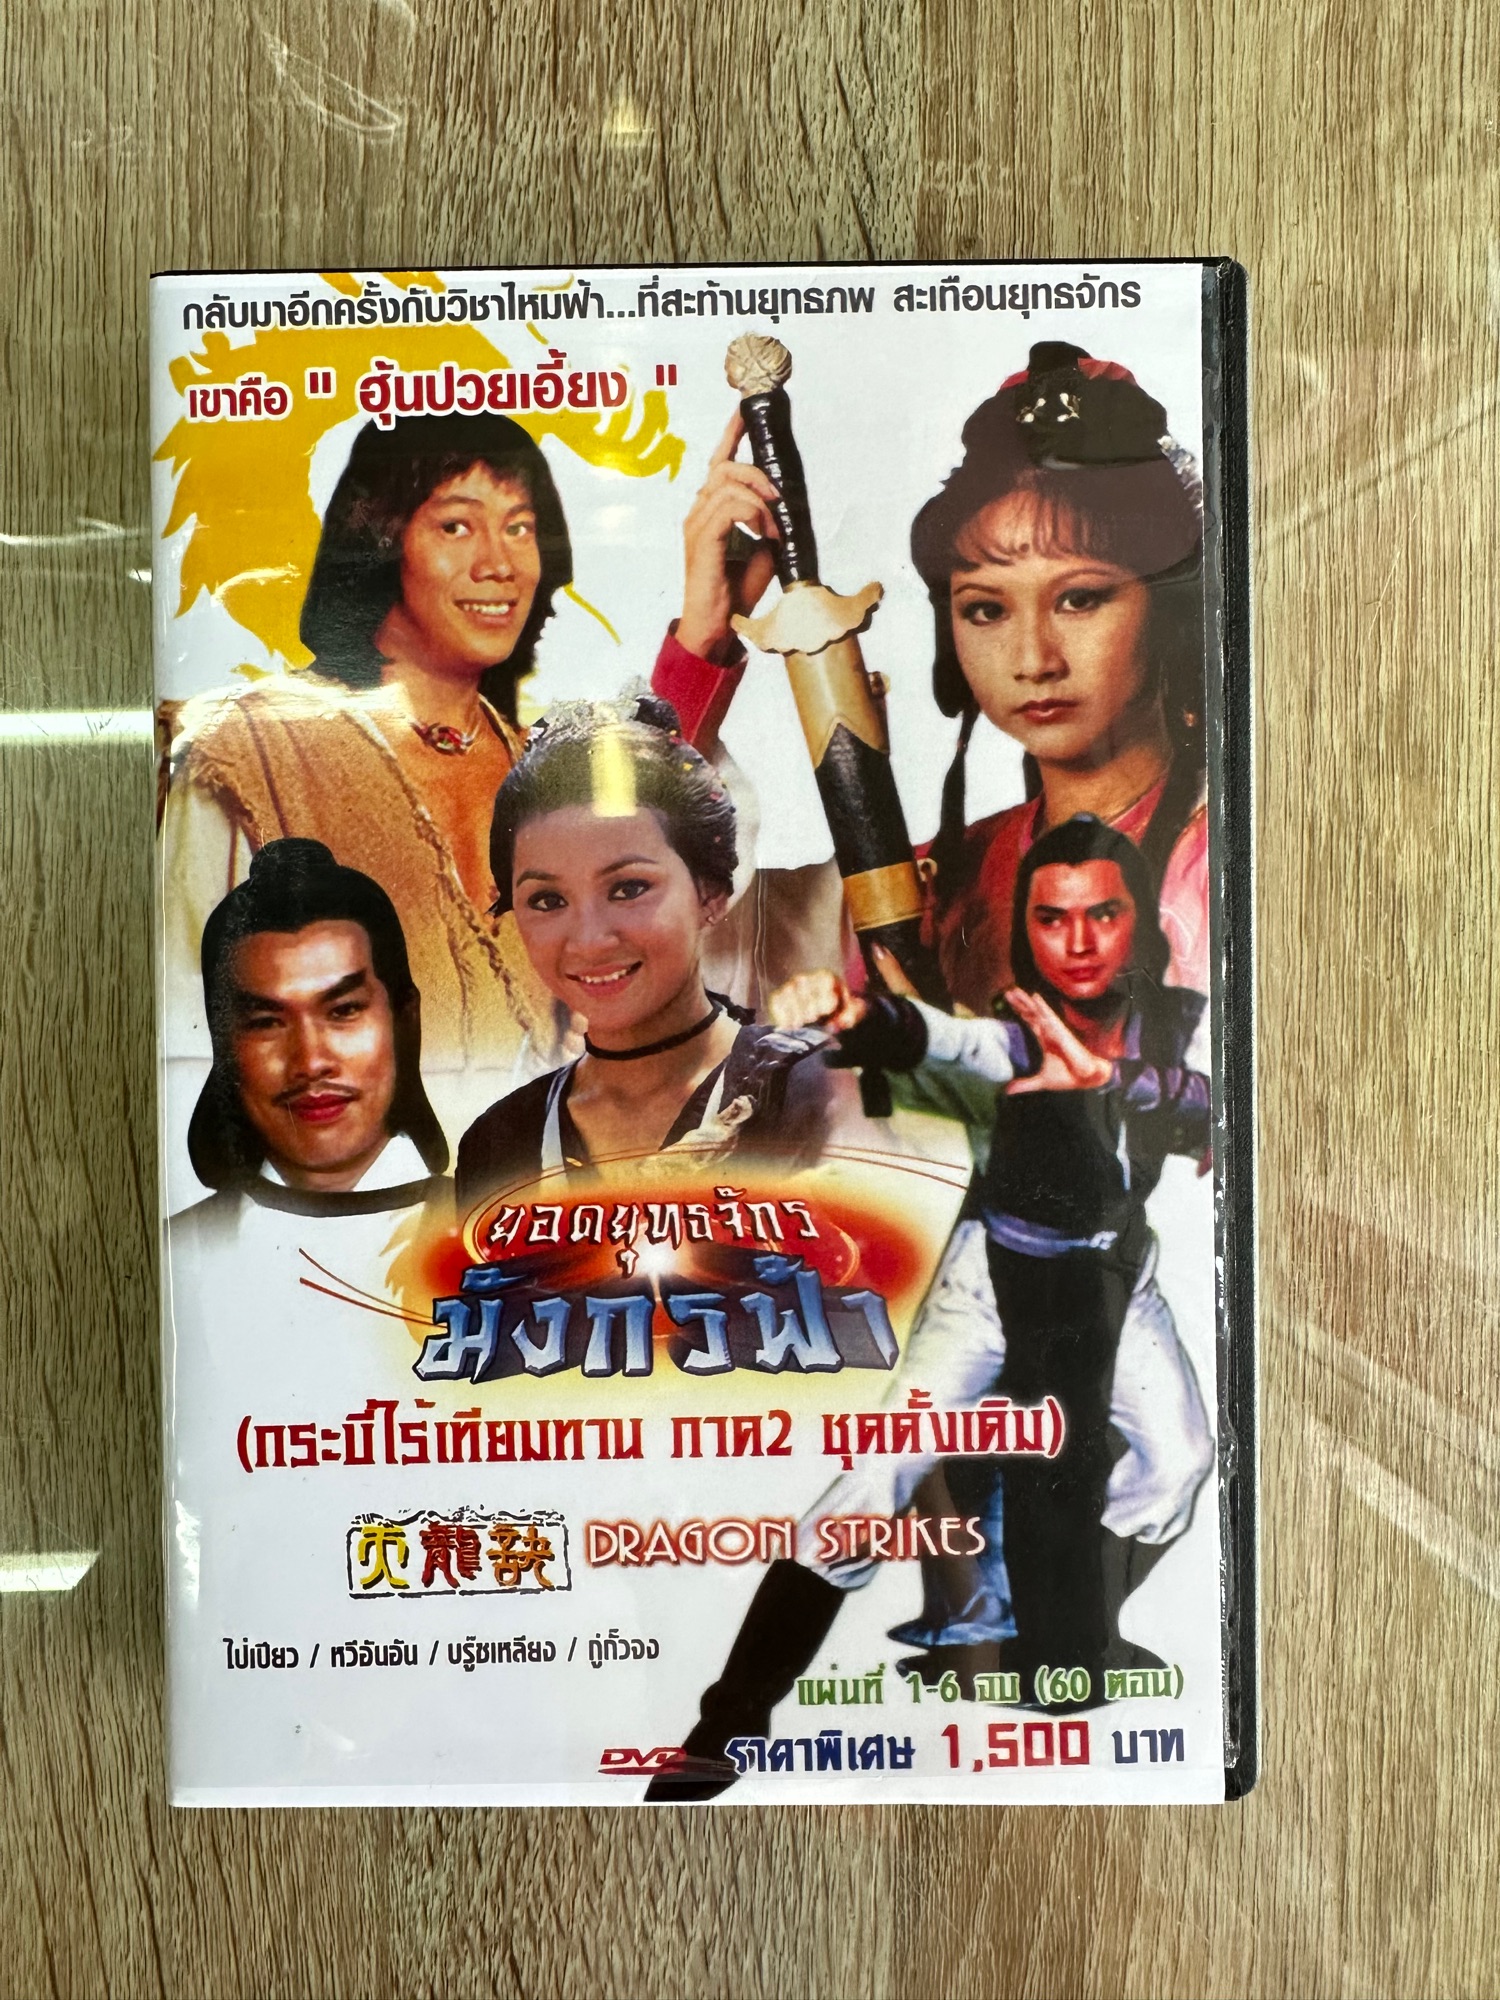 กลับมาอีกครั้งกับวิชาไหมฟ้า...ที่สะท้านยุทธภพ สะเทือนยุทธจักร
เขาคือ " ฮุ้นปวยเอี้ยง "
ยอดยุทธจักร
มังกรฟ้า
(กระบี่ไร้เทียมทาน ภาค2 ชุดดั้งเดิม)
天龍訣 DRAGON STRIKES
ไป่เปียว / หวีอันอัน / บรู๊ซเหลียง / กู่กั๊วจง
แผ่นที่ 1-6 จบ (60 ตอน)
DVD ราคาพิเศษ 1,500 บาท